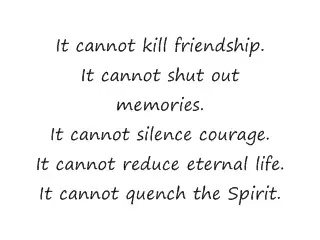 It cannot kill friendship.
It cannot shut out
memories.
It cannot silence courage.
It cannot reduce eternal life.
It cannot quench the Spirit.